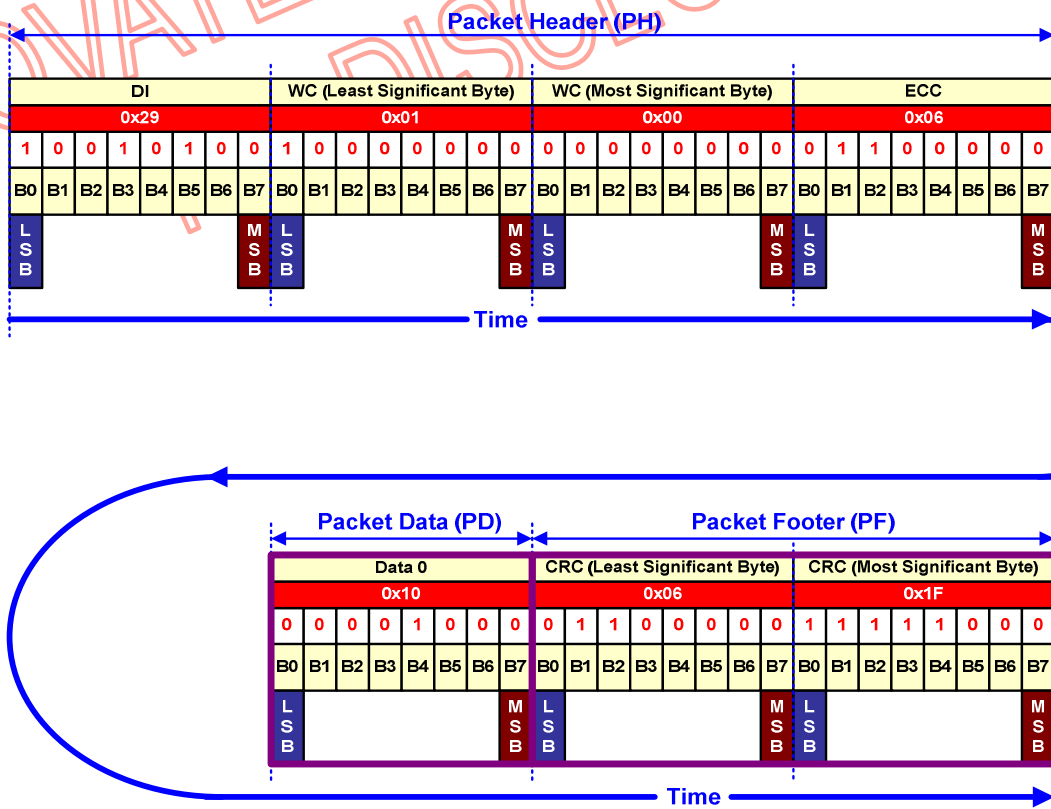 Packet Header (PH)
DI WC (Least Significant Byte) WC (Most Significant Byte) ECC
0x29 0x01 0x00 0x06
1 0 0 1 0 1 0 0 1 0 0 0 0 0 0 0 0 0 0 0 0 0 0 0 0 1 1 0 0 0 0 0
B0 B1 B2 B3 B4 B5 B6 B7 B0 B1 B2 B3 B4 B5 B6 B7 B0 B1 B2 B3 B4 B5 B6 B7 B0 B1 B2 B3 B4 B5 B6 B7
LSB MSB LSB MSB LSB MSB LSB MSB
Time
Packet Data (PD) Packet Footer (PF)
Data 0 CRC (Least Significant Byte) CRC (Most Significant Byte)
0x10 0x06 0x1F
0 0 0 0 1 0 0 0 0 1 1 0 0 0 0 0 1 1 1 1 1 0 0 0
B0 B1 B2 B3 B4 B5 B6 B7 B0 B1 B2 B3 B4 B5 B6 B7 B0 B1 B2 B3 B4 B5 B6 B7
LSB MSB LSB MSB LSB MSB
Time